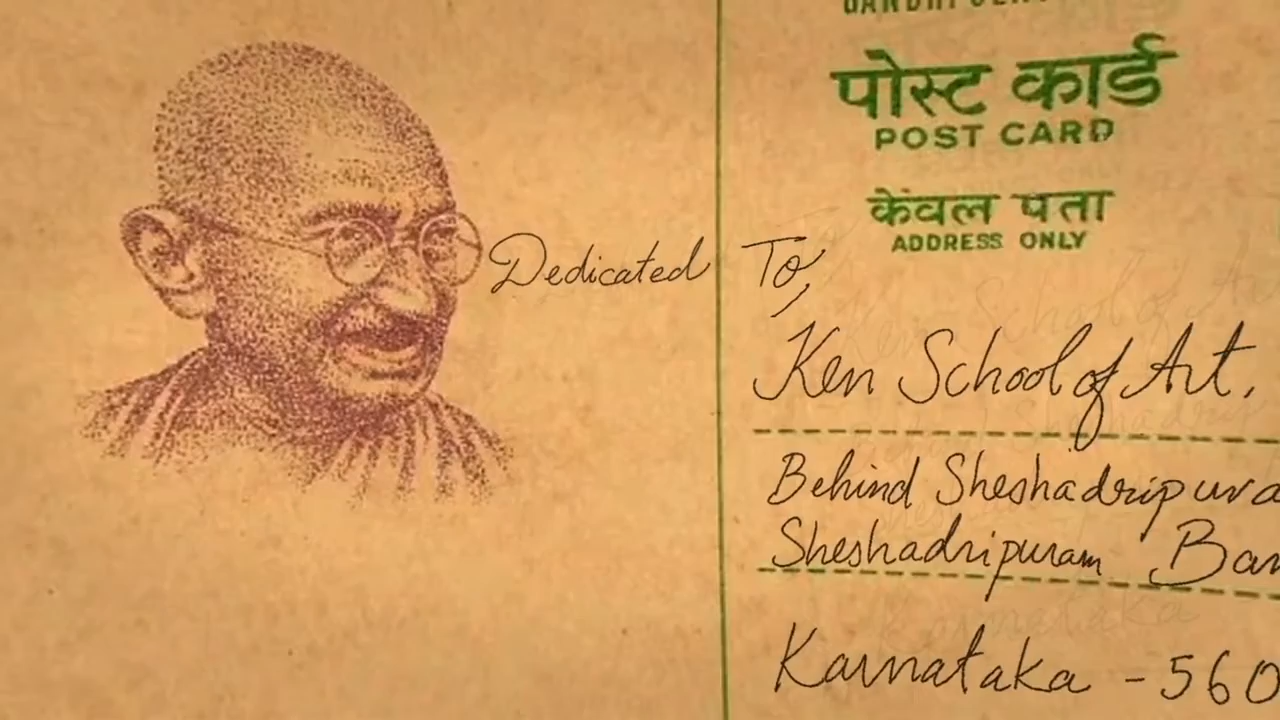 पोस्ट कार्ड
POST CARD
केवल पता
ADDRESS ONLY
Dedicated To,
Ken School of Art,
Behind Sheshadripura
Sheshadripuram Ban
Karnataka - 560